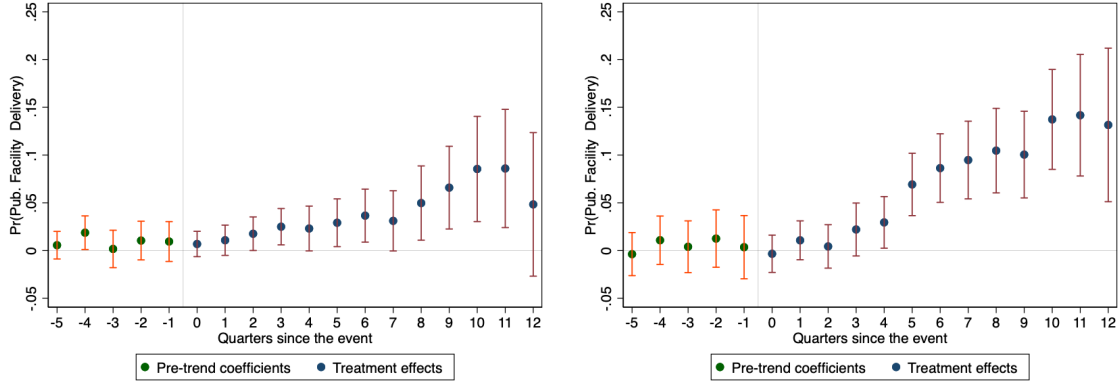 Pr(Pub. Facility Delivery)
.25
.2
.15
.1
.05
0
-.05
-5 -4 -3 -2 -1 0 1 2 3 4 5 6 7 8 9 10 11 12
Quarters since the event
Pre-trend coefficients Treatment effects
Pr(Pub. Facility Delivery)
.25
.2
.15
.1
.05
0
-.05
-5 -4 -3 -2 -1 0 1 2 3 4 5 6 7 8 9 10 11 12
Quarters since the event
Pre-trend coefficients Treatment effects